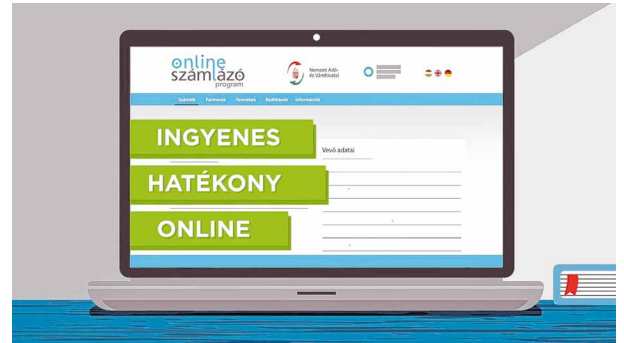 online
számlázó
program
Nemzeti Adó-
és Vámhivatal
Számlák Partnerek Termékek Beállítások Információk
INGYENES
Vevő adatai
HATÉKONY
ONLINE